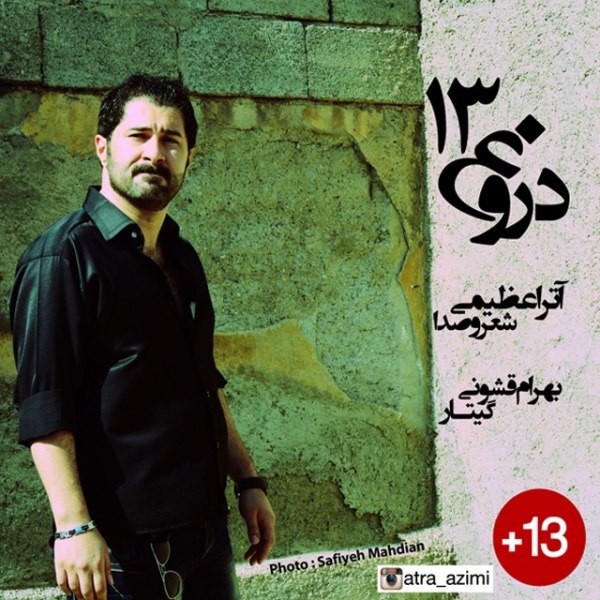 دروغ ۱۳
آترا عظیمی
شعر و صدا
بهرام قشونی
گیتار
+13
Photo : Safiyeh Mahdian
atra_azimi